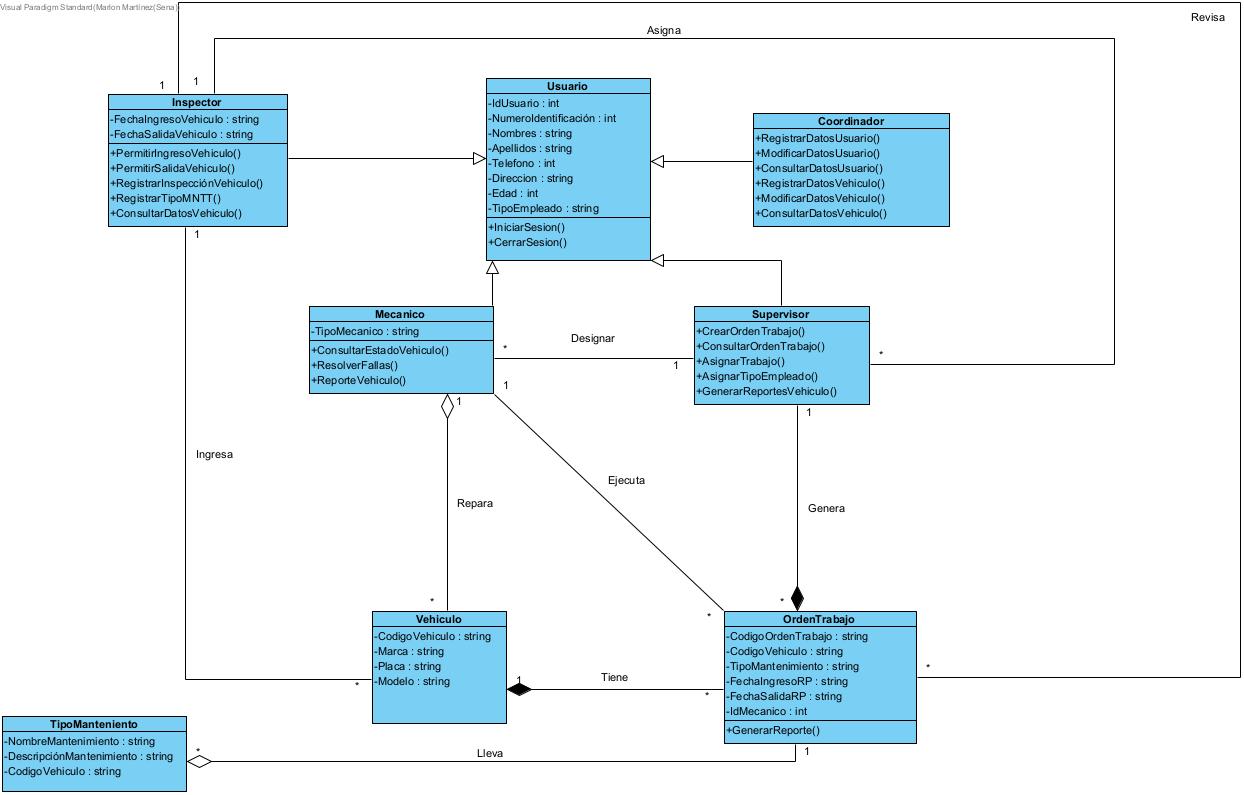 Visual Paradigm Standard(Marlon Martínez(Sena))
Revisa
Asigna
1
1
Inspector
-FechaIngresoVehiculo : string
-FechaSalidaVehiculo : string
+PermitirIngresoVehiculo()
+PermitirSalidaVehiculo()
+RegistrarInspecciónVehiculo()
+RegistrarTipoMNTT()
+ConsultarDatosVehiculo()
1
Usuario
-IdUsuario : int
-NumeroIdentificación : int
-Nombres : string
-Apellidos : string
-Telefono : int
-Direccion : string
-Edad : int
-TipoEmpleado : string
+IniciarSesion()
+CerrarSesion()
Coordinador
+RegistrarDatosUsuario()
+ModificarDatosUsuario()
+ConsultarDatosUsuario()
+RegistrarDatosVehiculo()
+ModificarDatosVehiculo()
+ConsultarDatosVehiculo()
Mecanico
-TipoMecanico : string
+ConsultarEstadoVehiculo()
+ResolverFallas()
+ReporteVehiculo()
*
Designar
1
Supervisor
+CrearOrdenTrabajo()
+ConsultarOrdenTrabajo()
+AsignarTrabajo()
+AsignarTipoEmpleado()
+GenerarReportesVehiculo()
*
1
1
1
Ingresa
Repara
Ejecuta
Genera
*
*
*
Vehiculo
-CodigoVehiculo : string
-Marca : string
-Placa : string
-Modelo : string
*
1
Tiene
*
OrdenTrabajo
-CodigoOrdenTrabajo : string
-CodigoVehiculo : string
-TipoMantenimiento : string
-FechaIngresoRP : string
-FechaSalidaRP : string
-IdMecanico : int
+GenerarReporte()
*
TipoManteniento
-NombreMantenimiento : string
-DescripciónMantenimiento : string
-CodigoVehiculo : string
*
Lleva
1